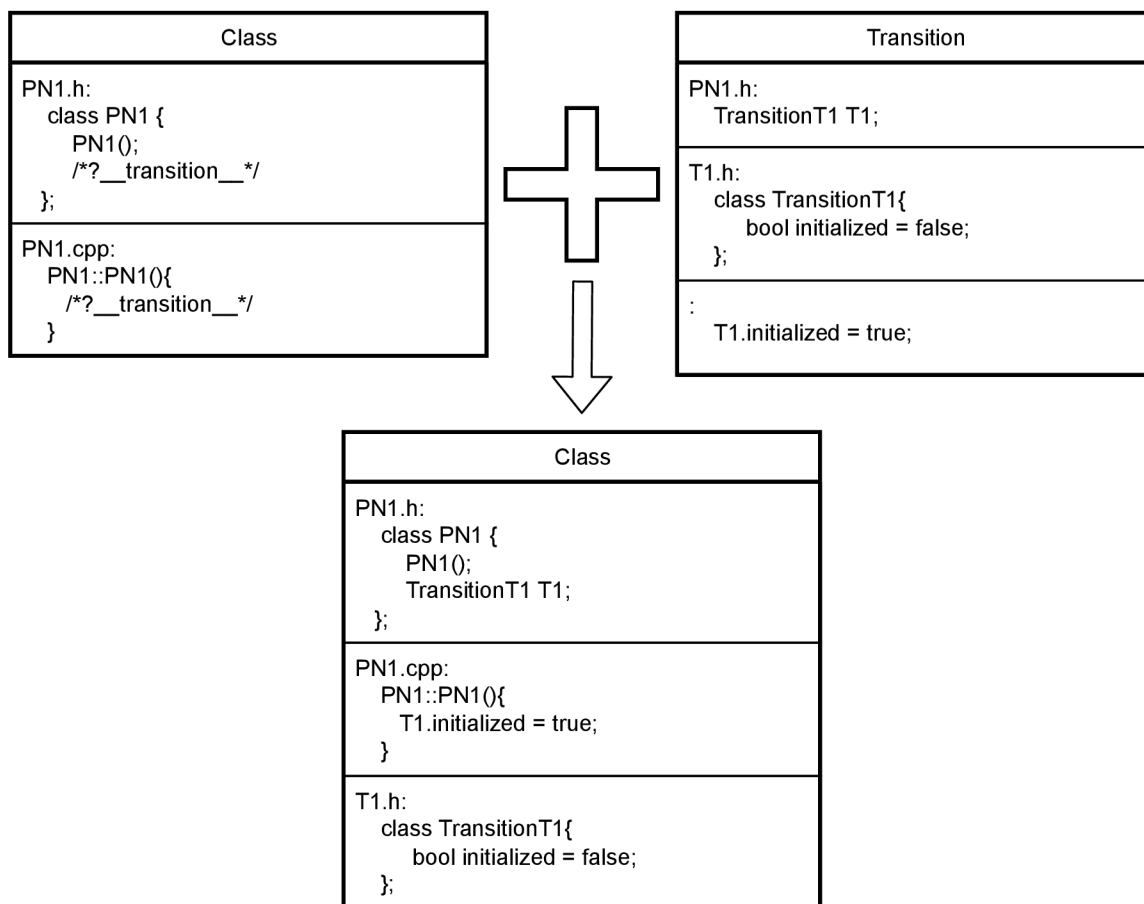 Class
PN1.h:
class PN1 {
PN1();
/*?__transition__*/
};
PN1.cpp:
PN1::PN1(){
/*?__transition__*/
}
Transition
PN1.h:
TransitionT1 T1;
T1.h:
class TransitionT1{
bool initialized = false;
};
:
T1.initialized = true;
Class
PN1.h:
class PN1 {
PN1();
TransitionT1 T1;
};
PN1.cpp:
PN1::PN1(){
T1.initialized = true;
}
T1.h:
class TransitionT1{
bool initialized = false;
};